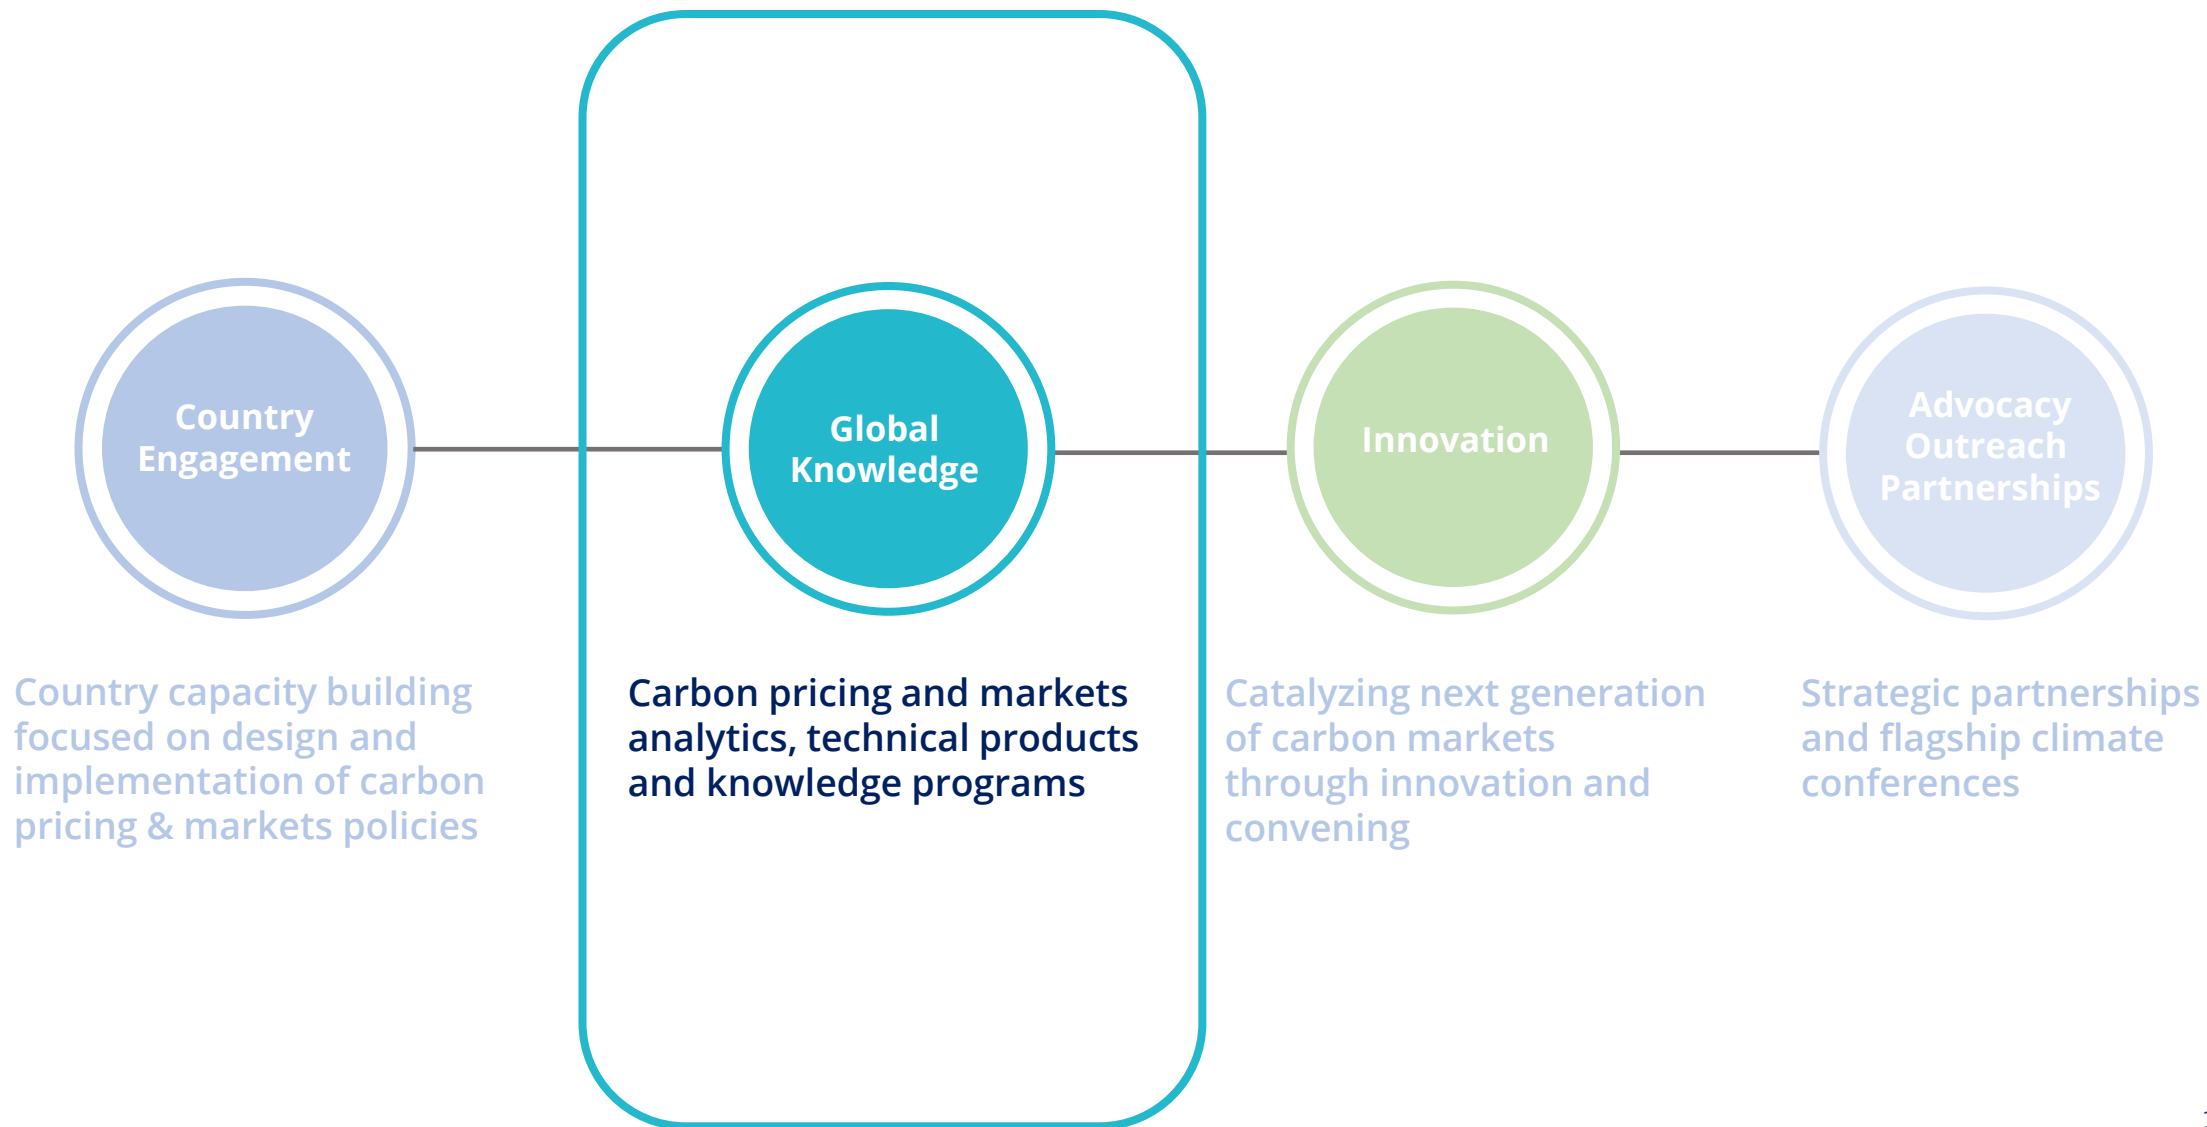 Country
Engagement
Global
Knowledge
Innovation
Advocacy
Outreach
Partnerships
Country capacity building
focused on design and
implementation of carbon
pricing & markets policies
Carbon pricing and markets
analytics, technical products
and knowledge programs
Catalyzing next generation
of carbon markets
through innovation and
convening
Strategic partnerships
and flagship climate
conferences